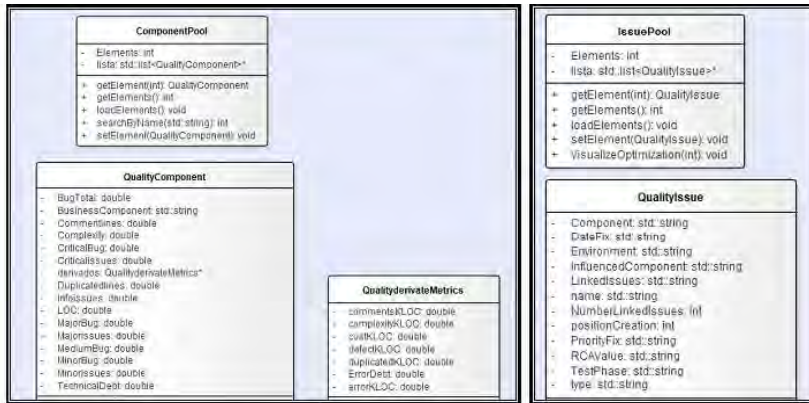 ComponentPool
- Elements: int
- lista: std::list<QualityComponent>*
+ getElement(int): QualityComponent
+ getElements(): int
+ loadElements(): void
+ searchByName(std::string): int
+ setElement(QualityComponent): void
QualityComponent
- BugTotal: double
- BusinessComponent: std::string
- Commentlines: double
- Complexity: double
- CriticalBug: double
- CriticalIssues: double
- derivados: QualityderivateMetrics*
- Duplicatedlines: double
- Infoissues: double
- LOC: double
- MajorBug: double
- MajorIssues: double
- MediumBug: double
- MinorBug: double
- MinorIssues: double
- TechnicalDebt: double
QualityderivateMetrics
- commentsKLOC: double
- complexityKLOC: double
- costKLOC: double
- defectKLOC: double
- duplicatedKLOC: double
- ErrorDebt: double
- errorKLOC: double
IssuePool
- Elements: int
- lista: std::list<QualityIssue>*
+ getElement(int): QualityIssue
+ getElements(): int
+ loadElements(): void
+ setElement(QualityIssue): void
+ VisualizeOptimization(int): void
QualityIssue
- Component: std::string
- DateFix: std::string
- Environment: std::string
- InfluencedComponent: std::string
- LinkedIssues: std::string
- name: std::string
- NumberLinkedIssues: int
- positionCreation: int
- PriorityFix: std::string
- RCAValue: std::string
- TestPhase: std::string
- type: std::string